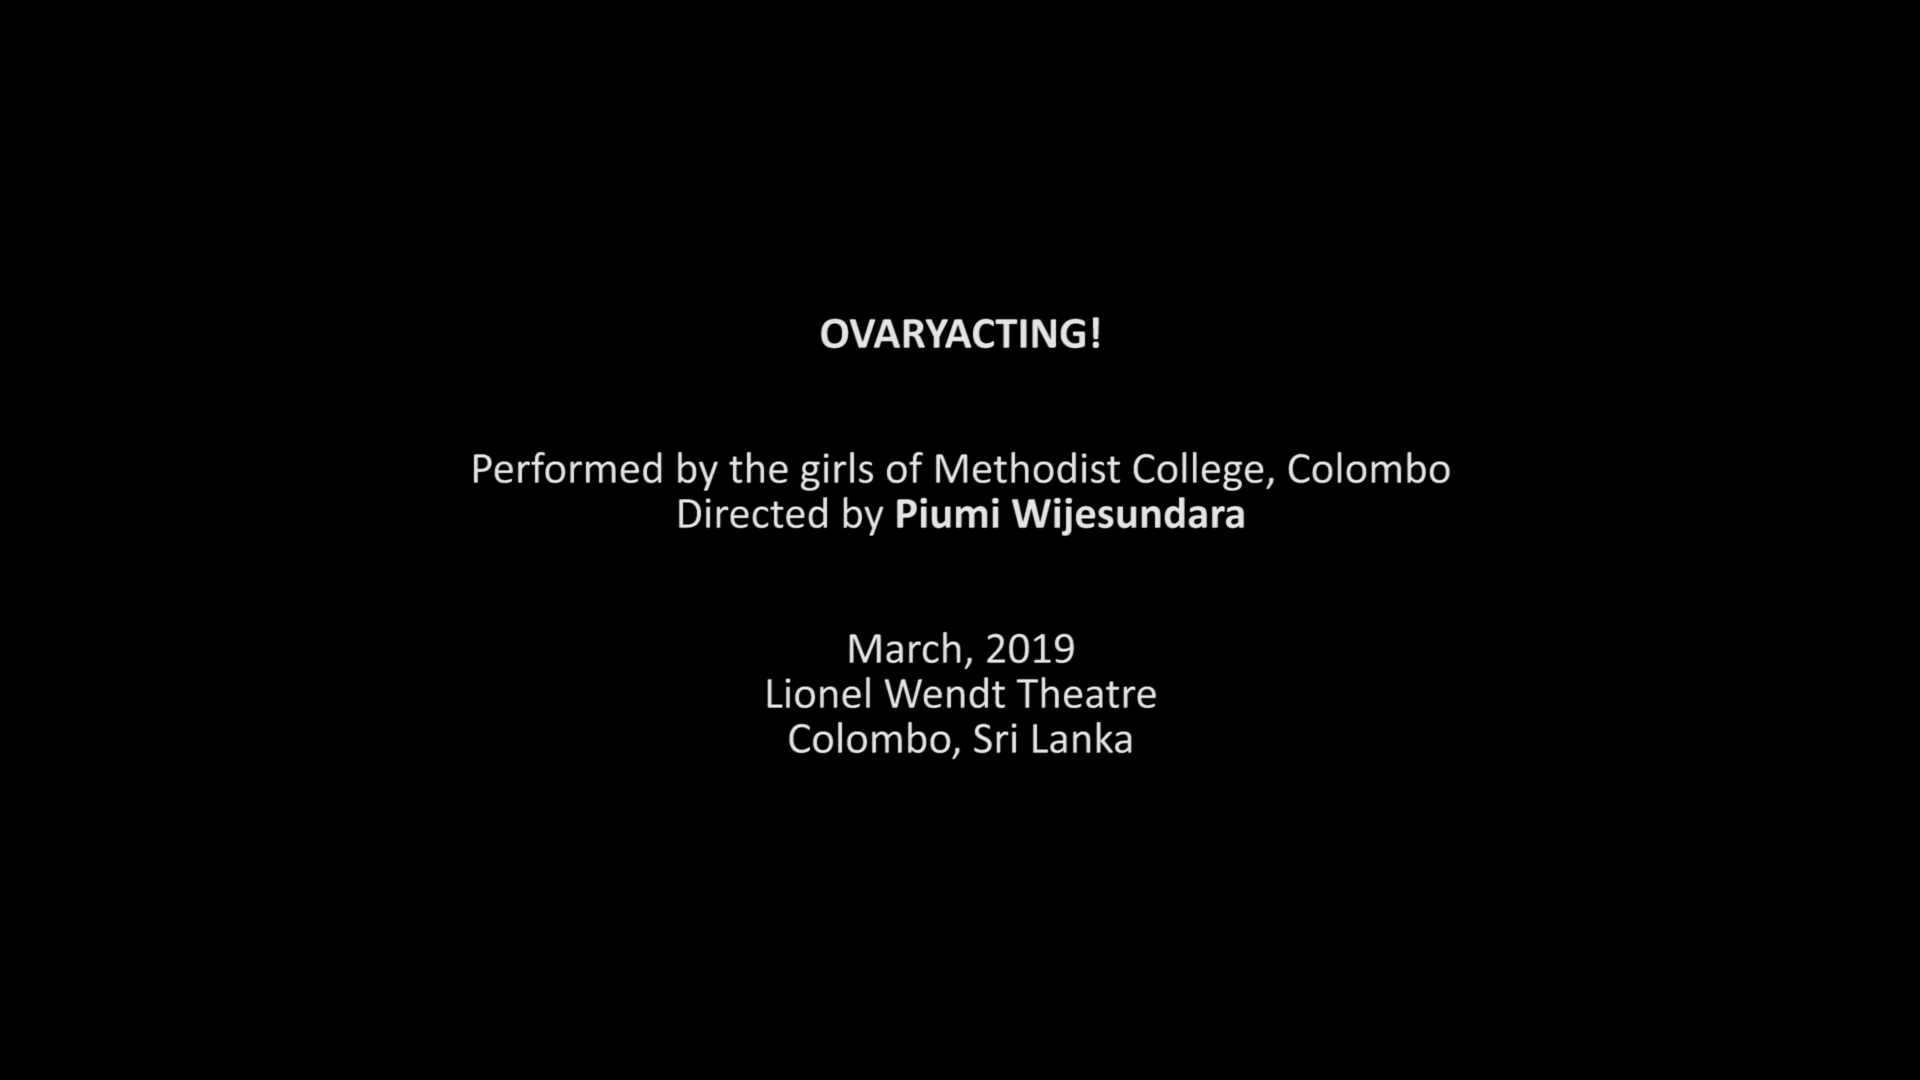 OVARYACTING!
Performed by the girls of Methodist College, Colombo
Directed by Piumi Wijesundara
March, 2019
Lionel Wendt Theatre
Colombo, Sri Lanka